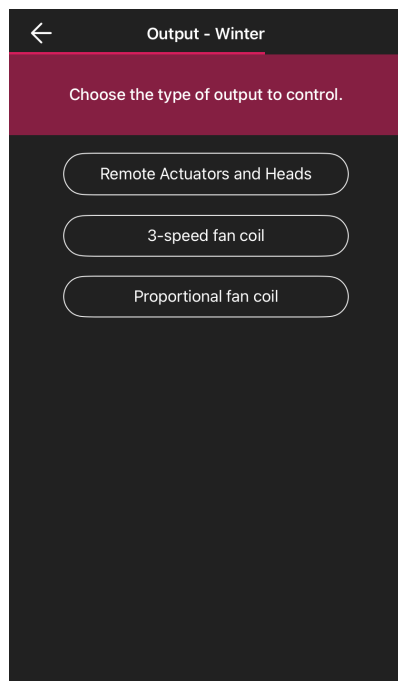 Output - Winter
Choose the type of output to control.
Remote Actuators and Heads
3-speed fan coil
Proportional fan coil